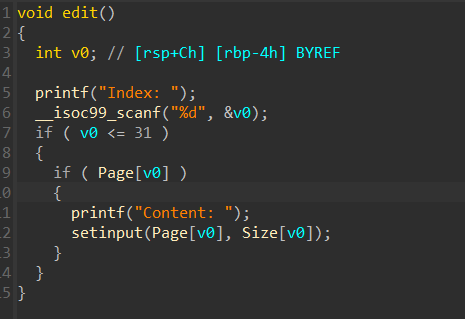 1 void edit()
2 {
3 int v0; // [rsp+Ch] [rbp-4h] BYREF
4
5 printf("Index: ");
6 __isoc99_scanf("%d", &v0);
7 if ( v0 <= 31 )
8 {
9 if ( Page[v0] )
0 {
1 printf("Content: ");
2 setinput(Page[v0], Size[v0]);
3 }
4 }
5 }